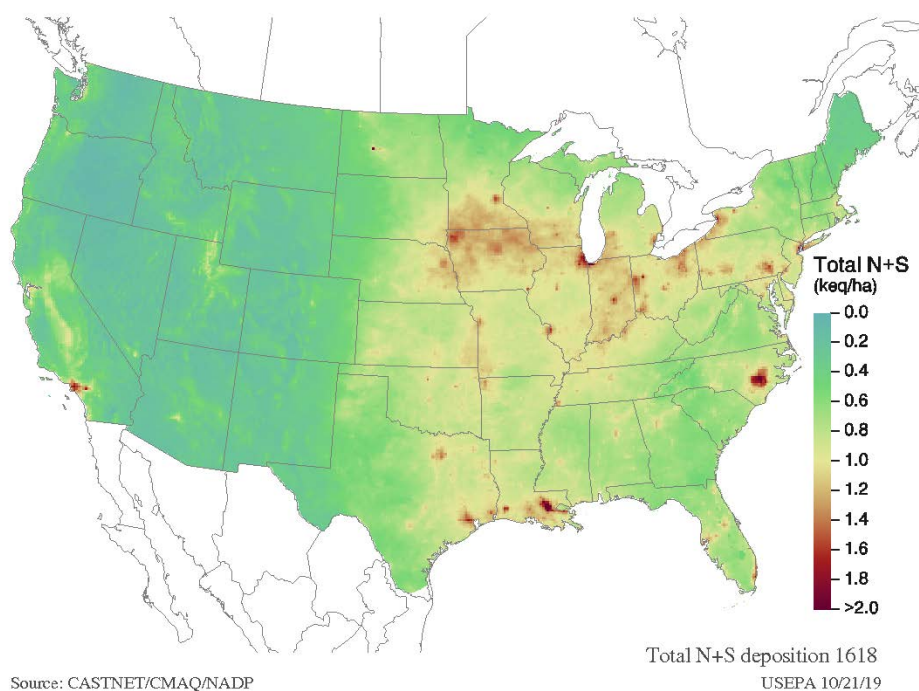 Total N+S
(keq/ha)
0.0
0.2
0.4
0.6
0.8
1.0
1.2
1.4
1.6
1.8
>2.0
Total N+S deposition 1618
Source: CASTNET/CMAQ/NADP
USEPA 10/21/19